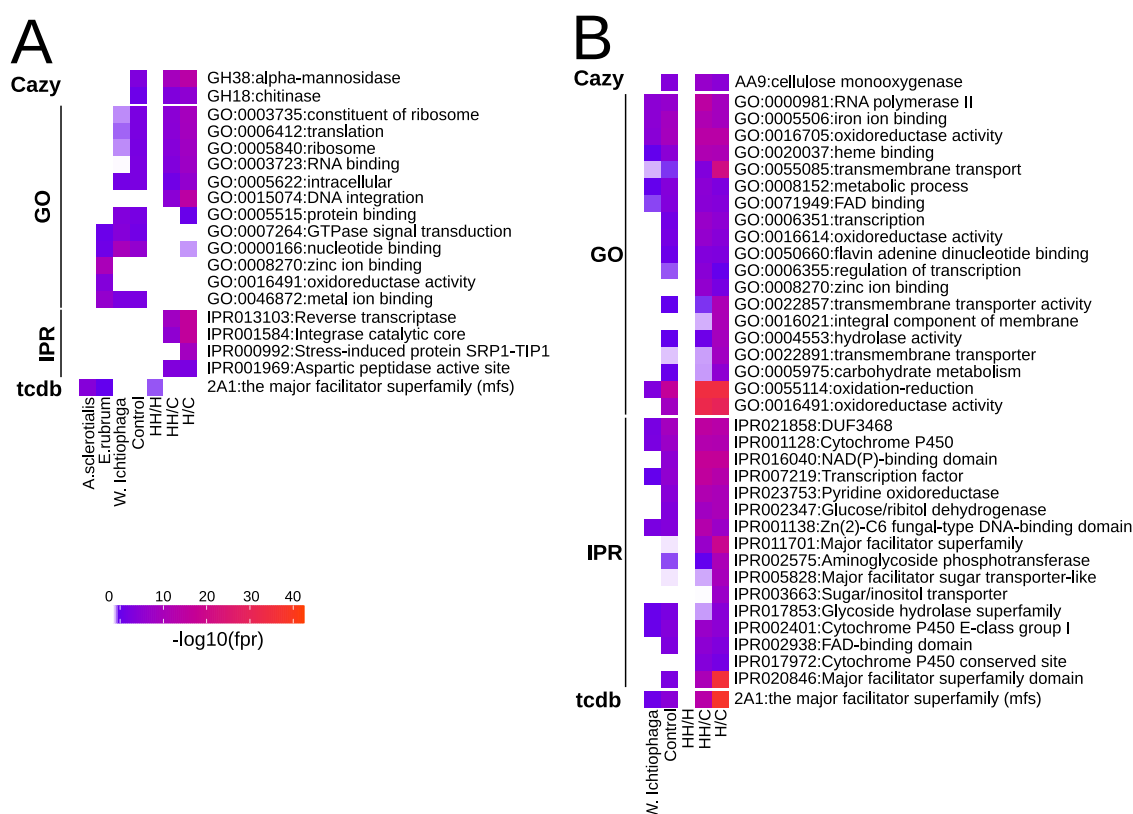 A
Cazy
GH38:alpha-mannosidase
GH18:chitinase
GO
GO:0003735:constituent of ribosome
GO:0006412:translation
GO:0005840:ribosome
GO:0003723:RNA binding
GO:0005622:intracellular
GO:0015074:DNA integration
GO:0005515:protein binding
GO:0007264:GTPase signal transduction
GO:0000166:nucleotide binding
GO:0008270:zinc ion binding
GO:0016491:oxidoreductase activity
GO:0046872:metal ion binding
IPR
IPR013103:Reverse transcriptase
IPR001584:Integrase catalytic core
IPR000992:Stress-induced protein SRP1-TIP1
IPR001969:Aspartic peptidase active site
tcdb
2A1:the major facilitator superfamily (mfs)
A.sclerotialis
E.rubrum
W. Ichtiophaga
Control
HH/H
HH/C
H/C
0 10 20 30 40
-log10(fpr)
B
Cazy
AA9:cellulose monooxygenase
GO
GO:0000981:RNA polymerase II
GO:0005506:iron ion binding
GO:0016705:oxidoreductase activity
GO:0020037:heme binding
GO:0055085:transmembrane transport
GO:0008152:metabolic process
GO:0071949:FAD binding
GO:0006351:transcription
GO:0016614:oxidoreductase activity
GO:0050660:flavin adenine dinucleotide binding
GO:0006355:regulation of transcription
GO:0008270:zinc ion binding
GO:0022857:transmembrane transporter activity
GO:0016021:integral component of membrane
GO:0004553:hydrolase activity
GO:0022891:transmembrane transporter
GO:0005975:carbohydrate metabolism
GO:0055114:oxidation-reduction
GO:0016491:oxidoreductase activity
IPR
IPR021858:DUF3468
IPR001128:Cytochrome P450
IPR016040:NAD(P)-binding domain
IPR007219:Transcription factor
IPR023753:Pyridine oxidoreductase
IPR002347:Glucose/ribitol dehydrogenase
IPR001138:Zn(2)-C6 fungal-type DNA-binding domain
IPR011701:Major facilitator superfamily
IPR002575:Aminoglycoside phosphotransferase
IPR005828:Major facilitator sugar transporter-like
IPR003663:Sugar/inositol transporter
IPR017853:Glycoside hydrolase superfamily
IPR002401:Cytochrome P450 E-class group I
IPR002938:FAD-binding domain
IPR017972:Cytochrome P450 conserved site
IPR020846:Major facilitator superfamily domain
tcdb
2A1:the major facilitator superfamily (mfs)
W. Ichtiophaga
Control
HH/H
HH/C
H/C